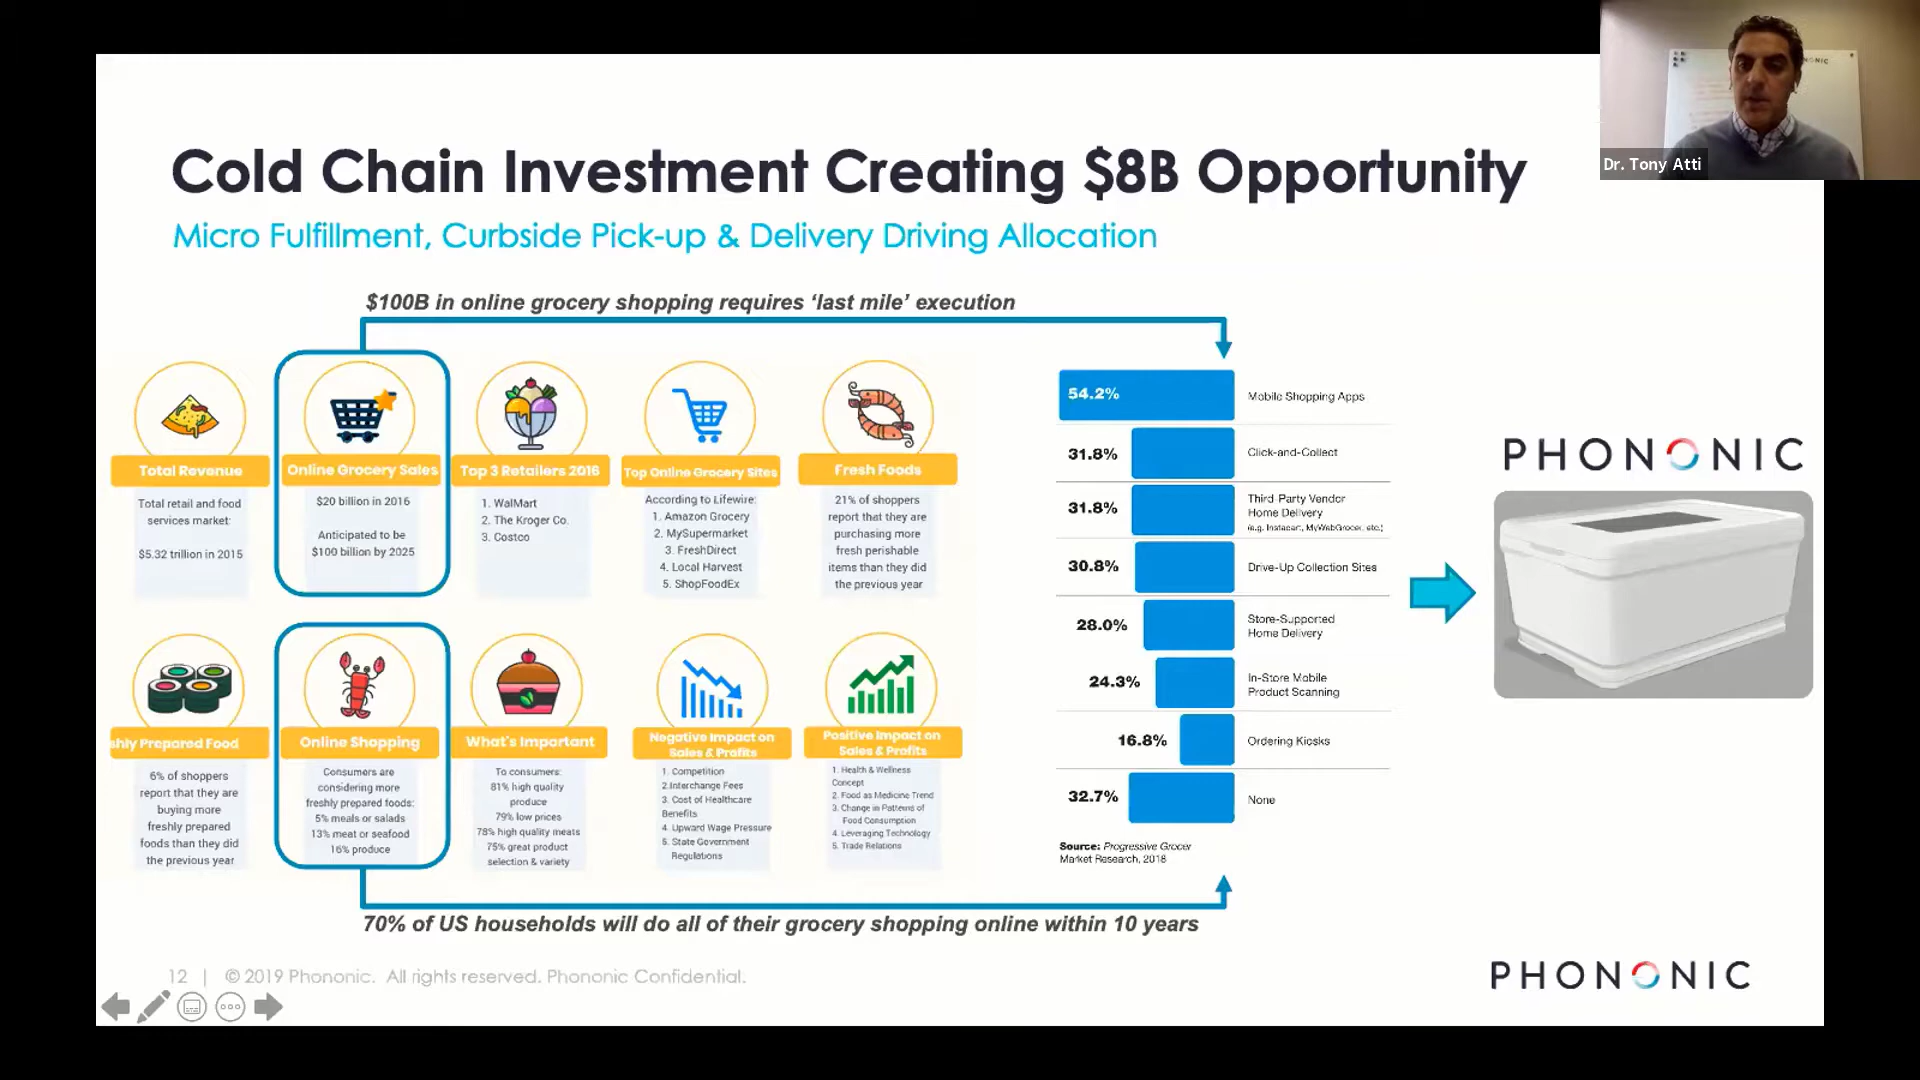 Dr. Tony Atti
Cold Chain Investment Creating $8B Opportunity
Micro Fulfillment, Curbside Pick-up & Delivery Driving Allocation
$100B in online grocery shopping requires ‘last mile’ execution
Total Revenue
Total retail and food
services market:
$5.32 trillion in 2015
Online Grocery Sales
$20 billion in 2016
Anticipated to be
$100 billion by 2025
Top 3 Retailers 2016
1. WalMart
2. The Kroger Co.
3. Costco
Top Online Grocery Sites
According to Lifewire:
1. Amazon Grocery
2. MySupermarket
3. FreshDirect
4. Local Harvest
5. ShopFoodEx
Fresh Foods
21% of shoppers
report that they are
purchasing more
fresh perishable
items than they did
the previous year
shly Prepared Food
6% of shoppers
report that they are
buying more
freshly prepared
foods than they did
the previous year
Online Shopping
Consumers are
considering more
freshly prepared foods:
5% meals or salads
13% meat or seafood
16% produce
What's Important
To consumers:
81% high quality
produce
79% low prices
78% high quality meats
75% great product
selection & variety
Negative Impact on
Sales & Profits
1. Competition
2.Interchange Fees
3. Cost of Healthcare
Benefits
4. Upward Wage Pressure
5. State Government
Regulations
Positive Impact on
Sales & Profits
1. Health & Wellness
Concept
2. Food as Medicine Trend
3. Change in Patterns of
Food Consumption
4. Leveraging Technology
5. Trade Relations
54.2% Mobile Shopping Apps
31.8% Click-and-Collect
31.8% Third-Party Vendor
Home Delivery
(e.g. Instacart, MyWebGrocer, etc.)
30.8% Drive-Up Collection Sites
28.0% Store-Supported
Home Delivery
24.3% In-Store Mobile
Product Scanning
16.8% Ordering Kiosks
32.7% None
Source: Progressive Grocer
Market Research, 2018
PHONONIC
70% of US households will do all of their grocery shopping online within 10 years
12 | © 2019 Phononic. All rights reserved. Phononic Confidential.
PHONONIC